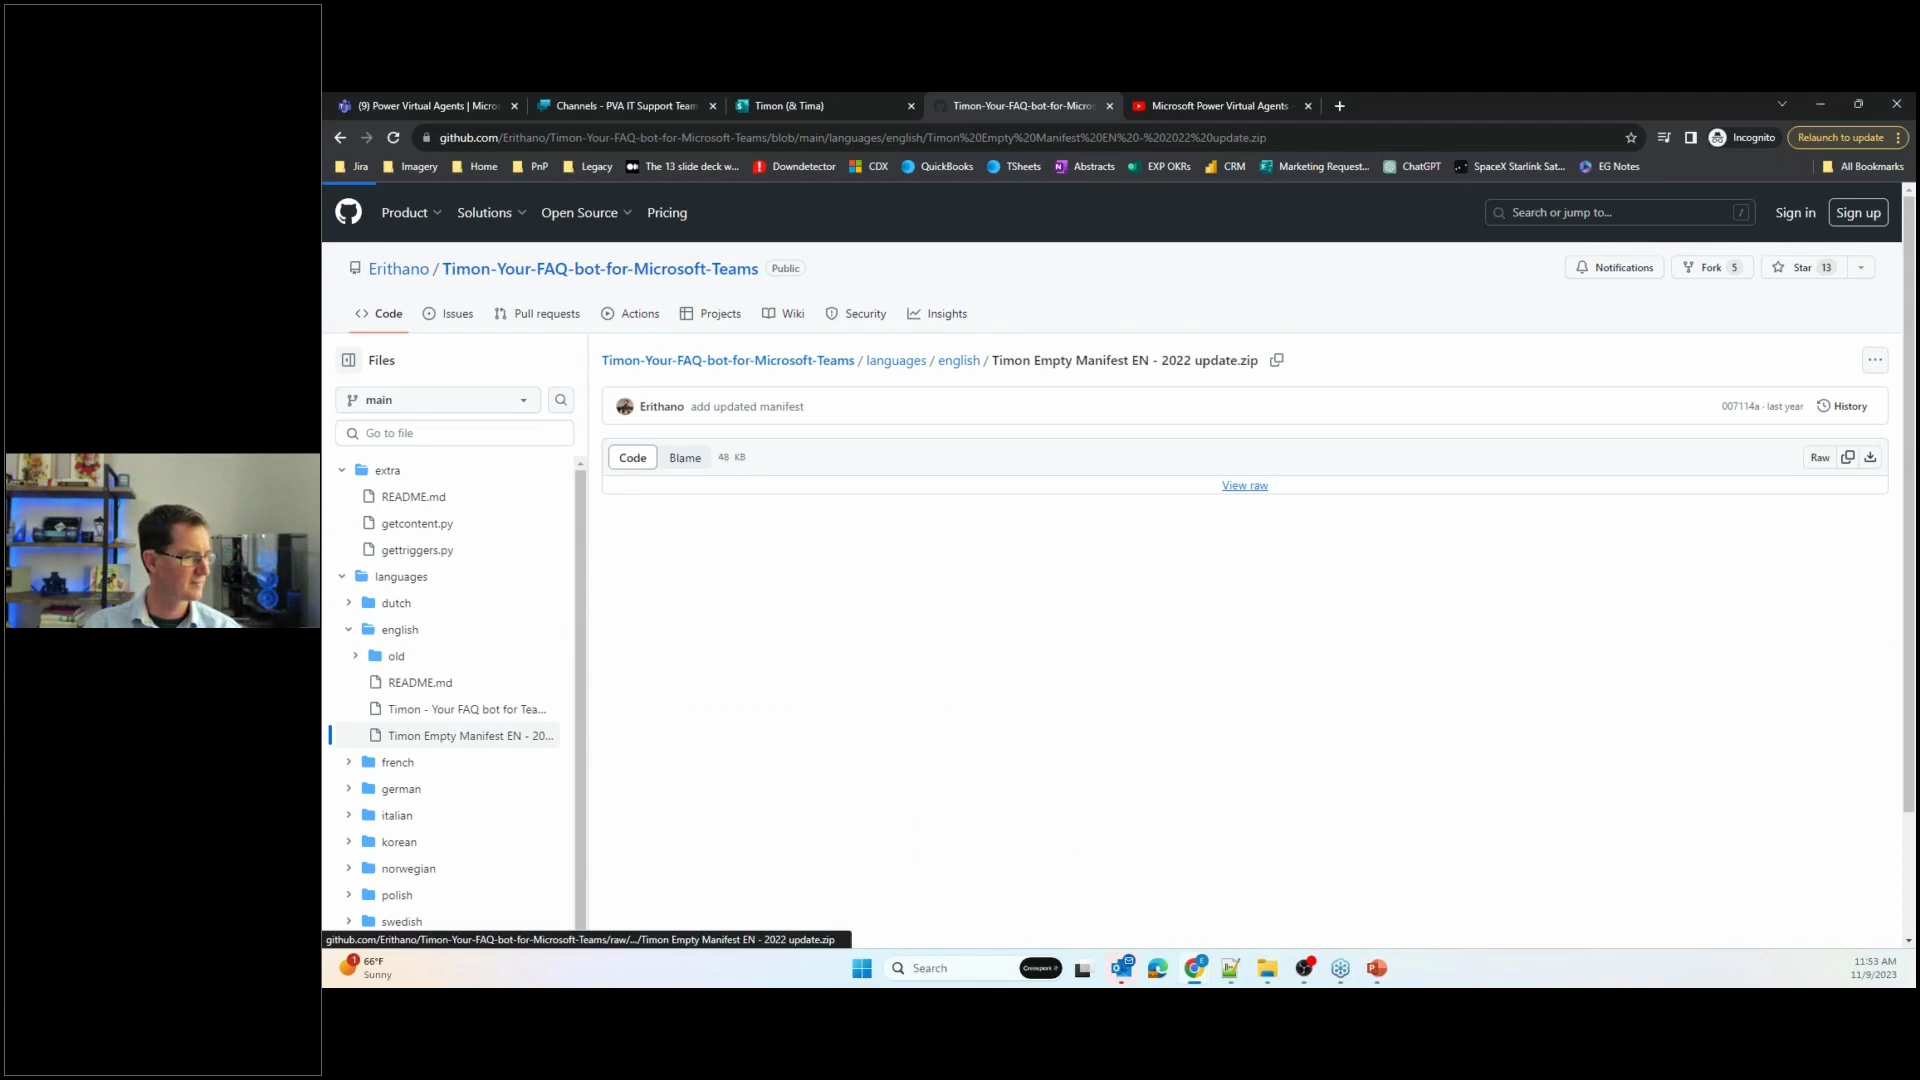 (9) Power Virtual Agents | Micros
Channels - PVA IT Support Team
Timon (& Tima)
Timon-Your-FAQ-bot-for-Micros
Microsoft Power Virtual Agents
github.com/Erithano/Timon-Your-FAQ-bot-for-Microsoft-Teams/blob/main/languages/english/Timon%20Empty%20Manifest%20EN%20-%202022%20update.zip
Incognito
Relaunch to update
Jira
Imagery
Home
PnP
Legacy
The 13 slide deck w...
Downdetector
CDX
QuickBooks
TSheets
Abstracts
EXP OKRs
CRM
Marketing Request...
ChatGPT
SpaceX Starlink Sat...
EG Notes
All Bookmarks
Product
Solutions
Open Source
Pricing
Search or jump to...
/
Sign in
Sign up
Erithano / Timon-Your-FAQ-bot-for-Microsoft-Teams
Public
Notifications
Fork 5
Star 13
Code
Issues
Pull requests
Actions
Projects
Wiki
Security
Insights
Files
main
Go to file
extra
README.md
getcontent.py
gettriggers.py
languages
dutch
english
old
README.md
Timon - Your FAQ bot for Tea...
Timon Empty Manifest EN - 20...
french
german
italian
korean
norwegian
polish
swedish
Timon-Your-FAQ-bot-for-Microsoft-Teams / languages / english / Timon Empty Manifest EN - 2022 update.zip
Erithano add updated manifest
007114a · last year
History
Code
Blame
48 KB
Raw
View raw
github.com/Erithano/Timon-Your-FAQ-bot-for-Microsoft-Teams/raw/.../Timon Empty Manifest EN - 2022 update.zip
1
66°F
Sunny
Search
11:53 AM
11/9/2023